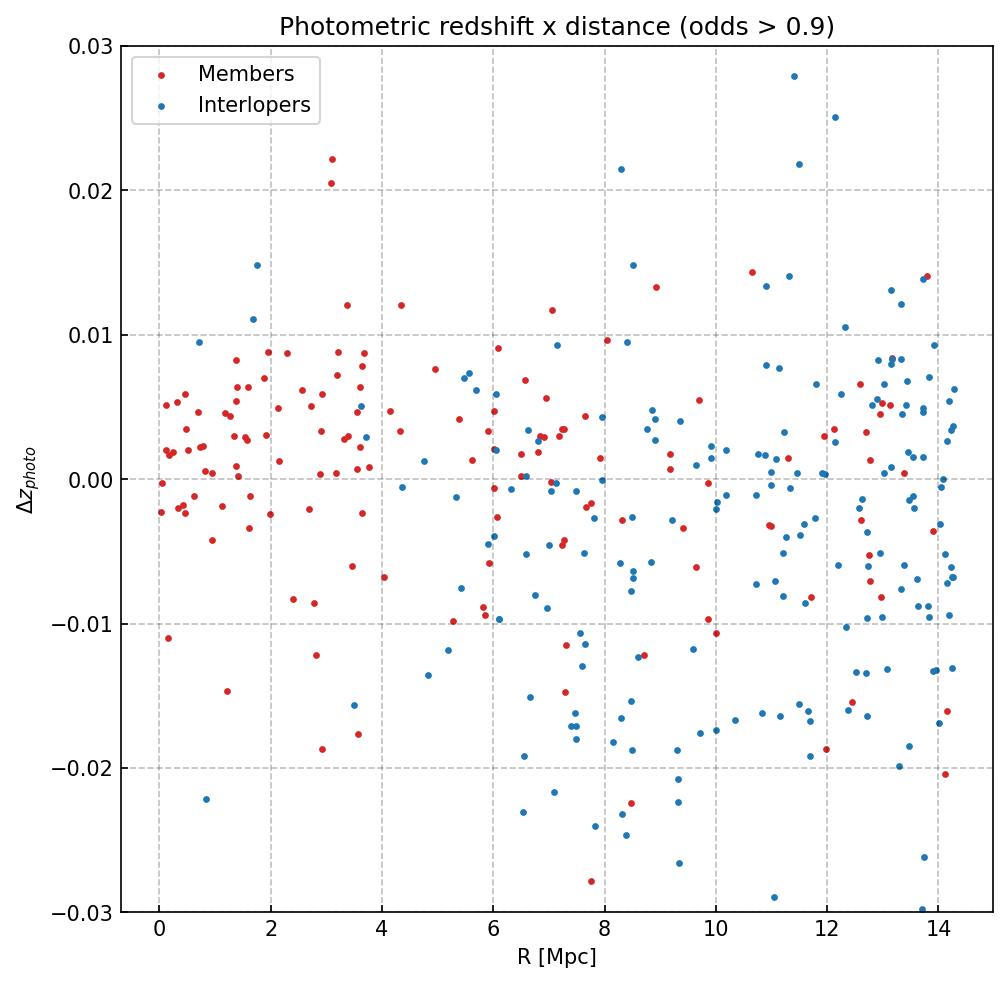 Photometric redshift x distance (odds > 0.9)
Members
Interlopers
0.03
0.02
0.01
0.00
−0.01
−0.02
−0.03
Δz_photo
0 2 4 6 8 10 12 14
R [Mpc]